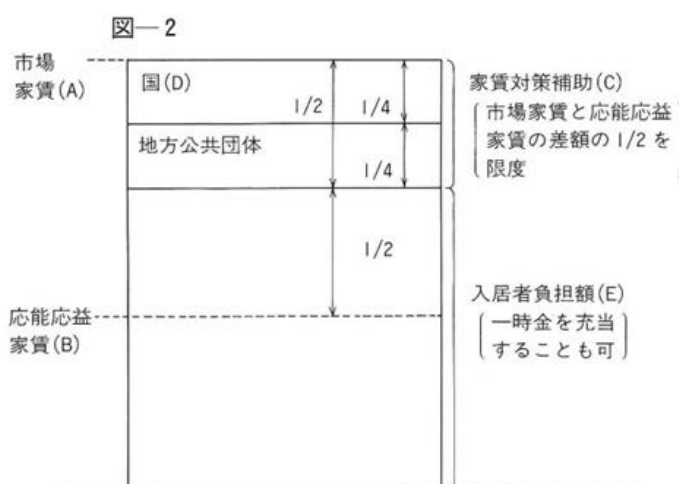 図—2
市場
家賃(A)
国(D)
1/2
1/4
地方公共団体
1/4
家賃対策補助(C)
市場家賃と応能応益
家賃の差額の1/2を
限度
1/2
入居者負担額(E)
一時金を充当
することも可
応能応益
家賃(B)